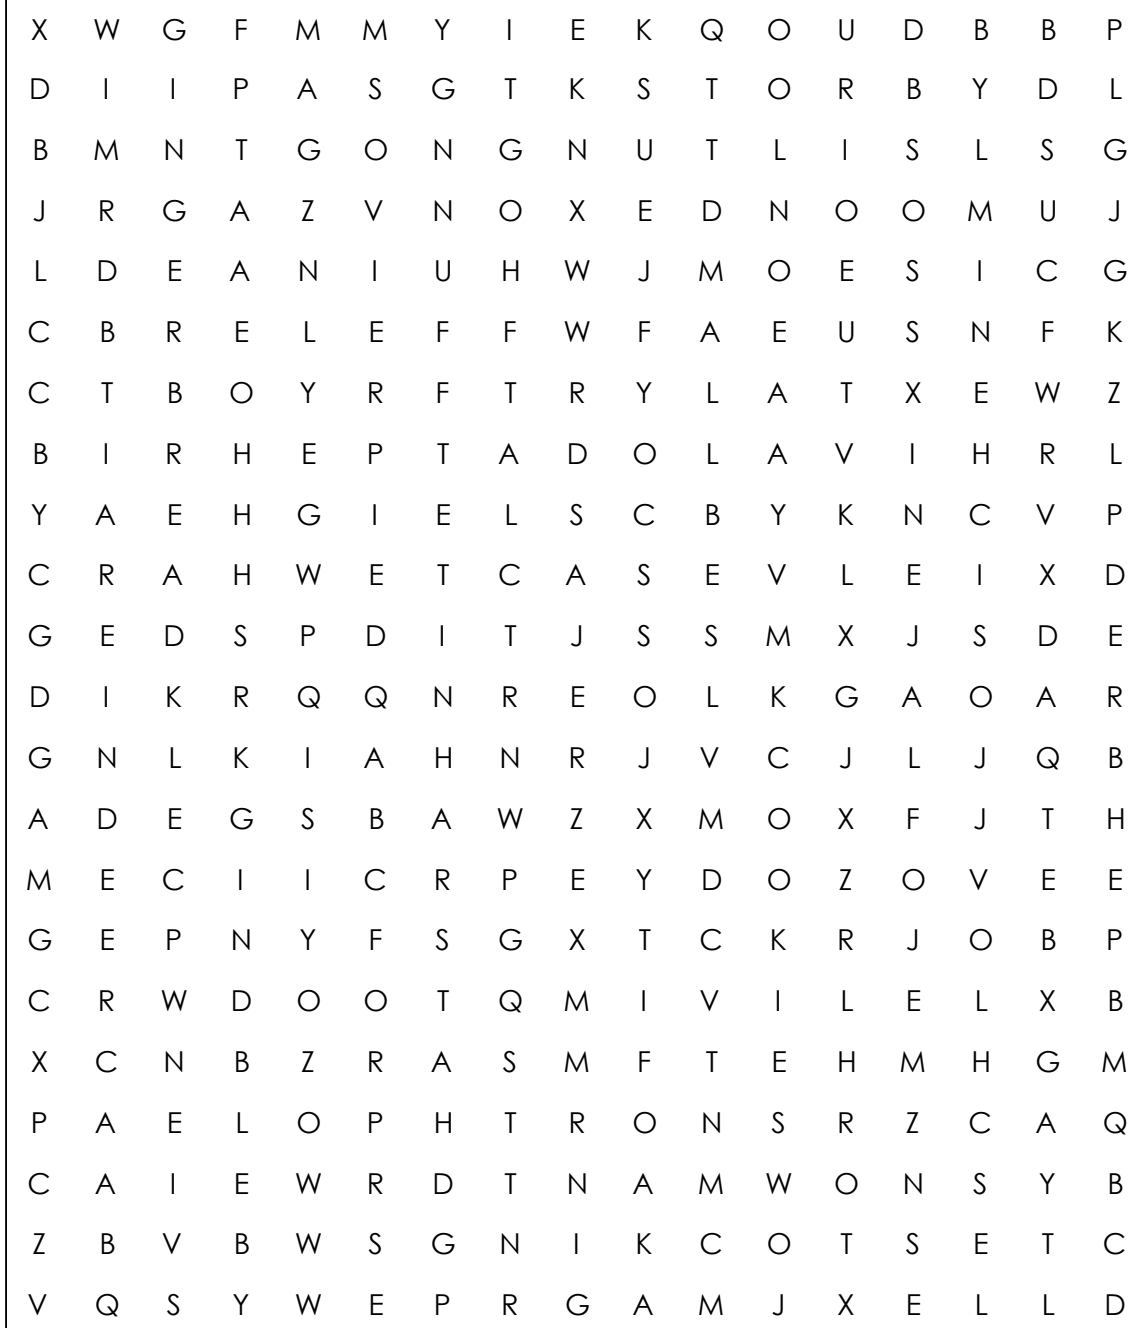 X W G F M M Y I E K Q O U D B B P
D I I P A S G T K S T O R B Y D L
B M N T G O N G N U T L I S L S G
J R G A Z V N O X E D N O O M U J
L D E A N I U H W J M O E S I C G
C B R E L E F F W F A E U S N F K
C T B O Y R F T R Y L A T X E W Z
B I R H E P T A D O L A V I H R L
Y A E H G I E L S C B Y K N C V P
C R A H W E T C A S E V L E I X D
G E D S P D I T J S S M X J S D E
D I K R Q Q N R E O L K G A O A R
G N L K I A H N R J V C J L J Q B
A D E G S B A W Z X M O X F J T H
M E C I I C R P E Y D O Z O V E E
G E P N Y F S G X T C K R J O B P
C R W D O O T Q M I V I L E L X B
X C N B Z R A S M F T E H M H G M
P A E L O P H T R O N S R Z C A Q
C A I E W R D T N A M W O N S Y B
Z B V B W S G N I K C O T S E T C
V Q S Y W E P R G A M J X E L L D